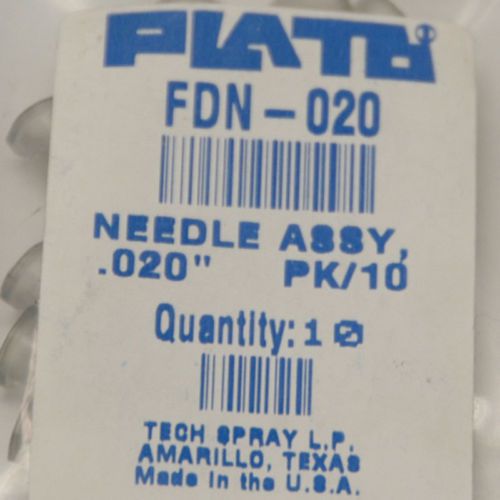 PLATO
FDN-020
NEEDLE ASSY,
.020" PK/10
Quantity: 10
TECH SPRAY L.P.
AMARILLO, TEXAS
Made in the U.S.A.